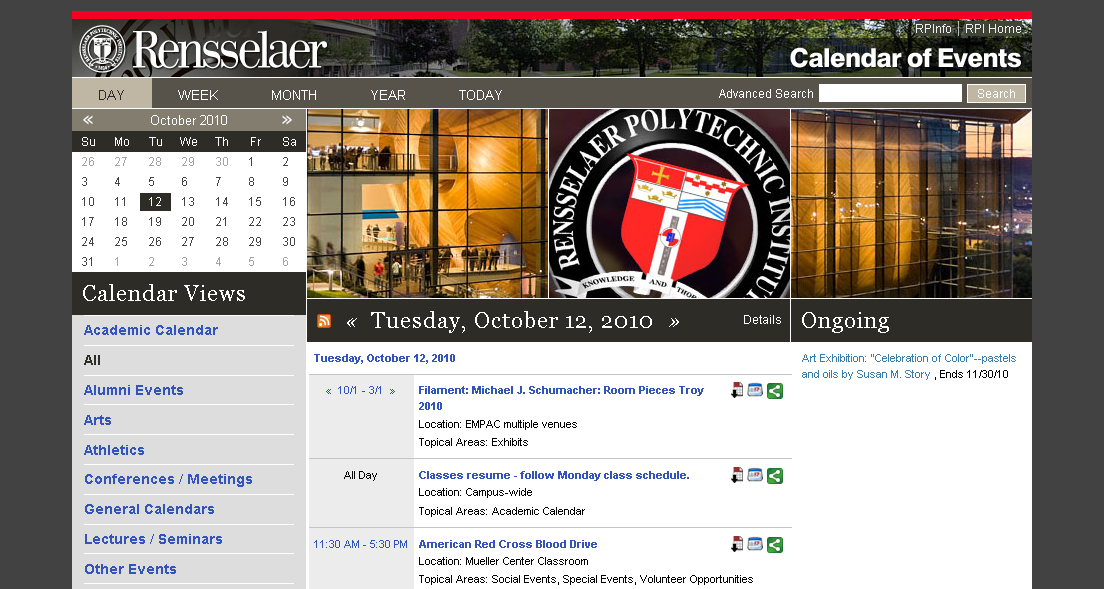 RPInfo | RPI Home
Rensselaer
Calendar of Events
DAY WEEK MONTH YEAR TODAY Advanced Search Search
« October 2010 »
Su Mo Tu We Th Fr Sa
26 27 28 29 30 1 2
3 4 5 6 7 8 9
10 11 12 13 14 15 16
17 18 19 20 21 22 23
24 25 26 27 28 29 30
31 1 2 3 4 5 6
RENSSELAER POLYTECHNIC INSTITU
KNOWLEDGE AND THOR
Calendar Views
Academic Calendar
All
Alumni Events
Arts
Athletics
Conferences / Meetings
General Calendars
Lectures / Seminars
Other Events
« Tuesday, October 12, 2010 » Details
Tuesday, October 12, 2010
« 10/1 - 3/1 » Filament: Michael J. Schumacher: Room Pieces Troy
2010
Location: EMPAC multiple venues
Topical Areas: Exhibits
All Day Classes resume - follow Monday class schedule.
Location: Campus-wide
Topical Areas: Academic Calendar
11:30 AM - 5:30 PM American Red Cross Blood Drive
Location: Mueller Center Classroom
Topical Areas: Social Events, Special Events, Volunteer Opportunities
Ongoing
Art Exhibition: "Celebration of Color"--pastels
and oils by Susan M. Story , Ends 11/30/10